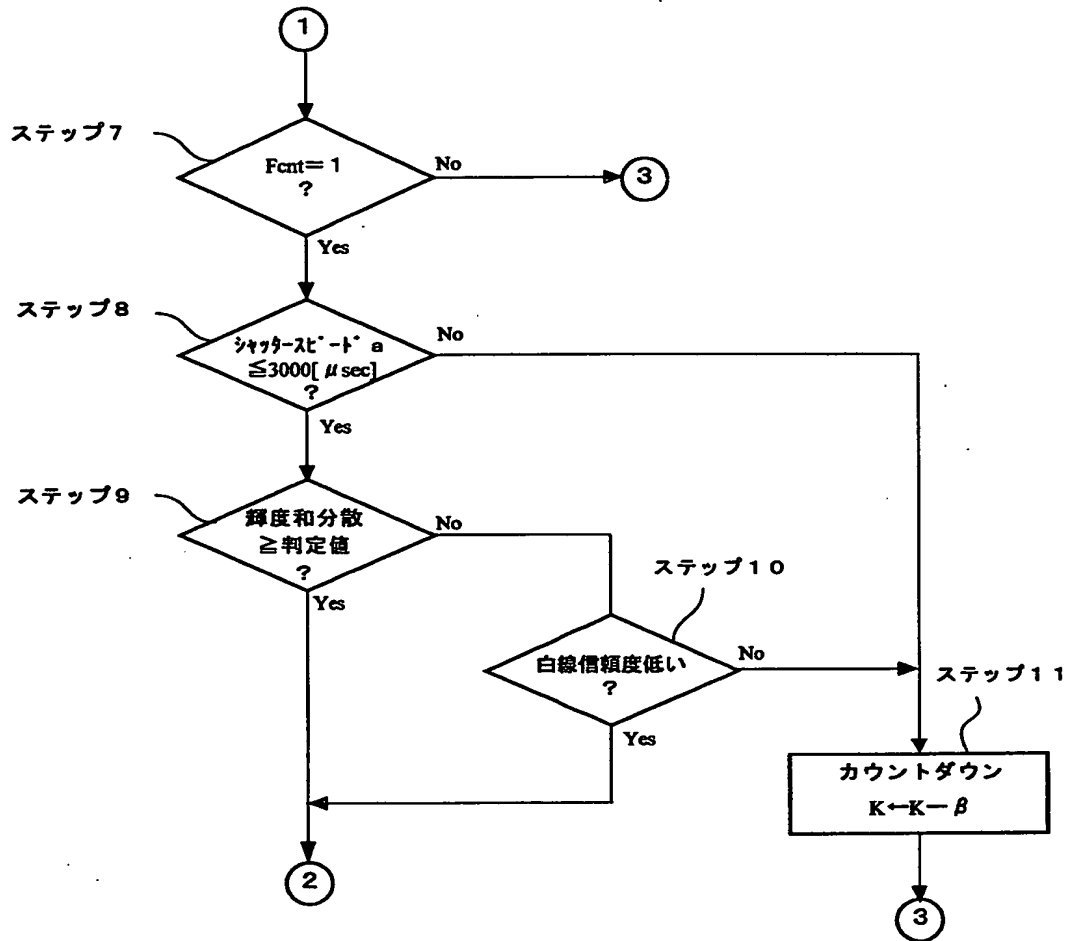 1
ステップ7
Fcnt=1
?
No
3
Yes
ステップ8
シャッタースピード a
≦3000[μsec]
?
No
Yes
ステップ9
輝度和分散
≧判定値
?
No
Yes
ステップ10
白線信頼度低い
?
No
Yes
ステップ11
カウントダウン
K←K－β
2
3